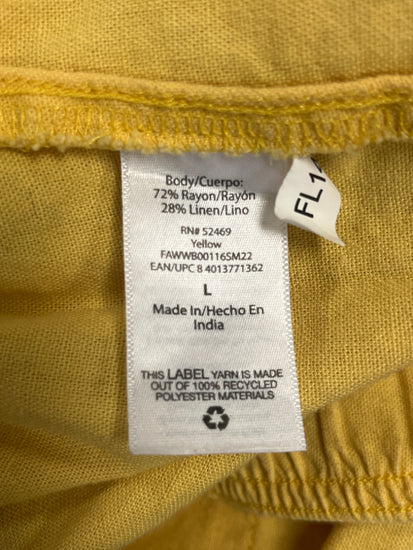 Body/Cuerpo:
72% Rayon/Rayón
28% Linen/Lino
RN# 52469
Yellow
FAWWB00116SM22
EAN/UPC 8 4013771362
L
Made In/Hecho En
India
THIS LABEL YARN IS MADE
OUT OF 100% RECYCLED
POLYESTER MATERIALS